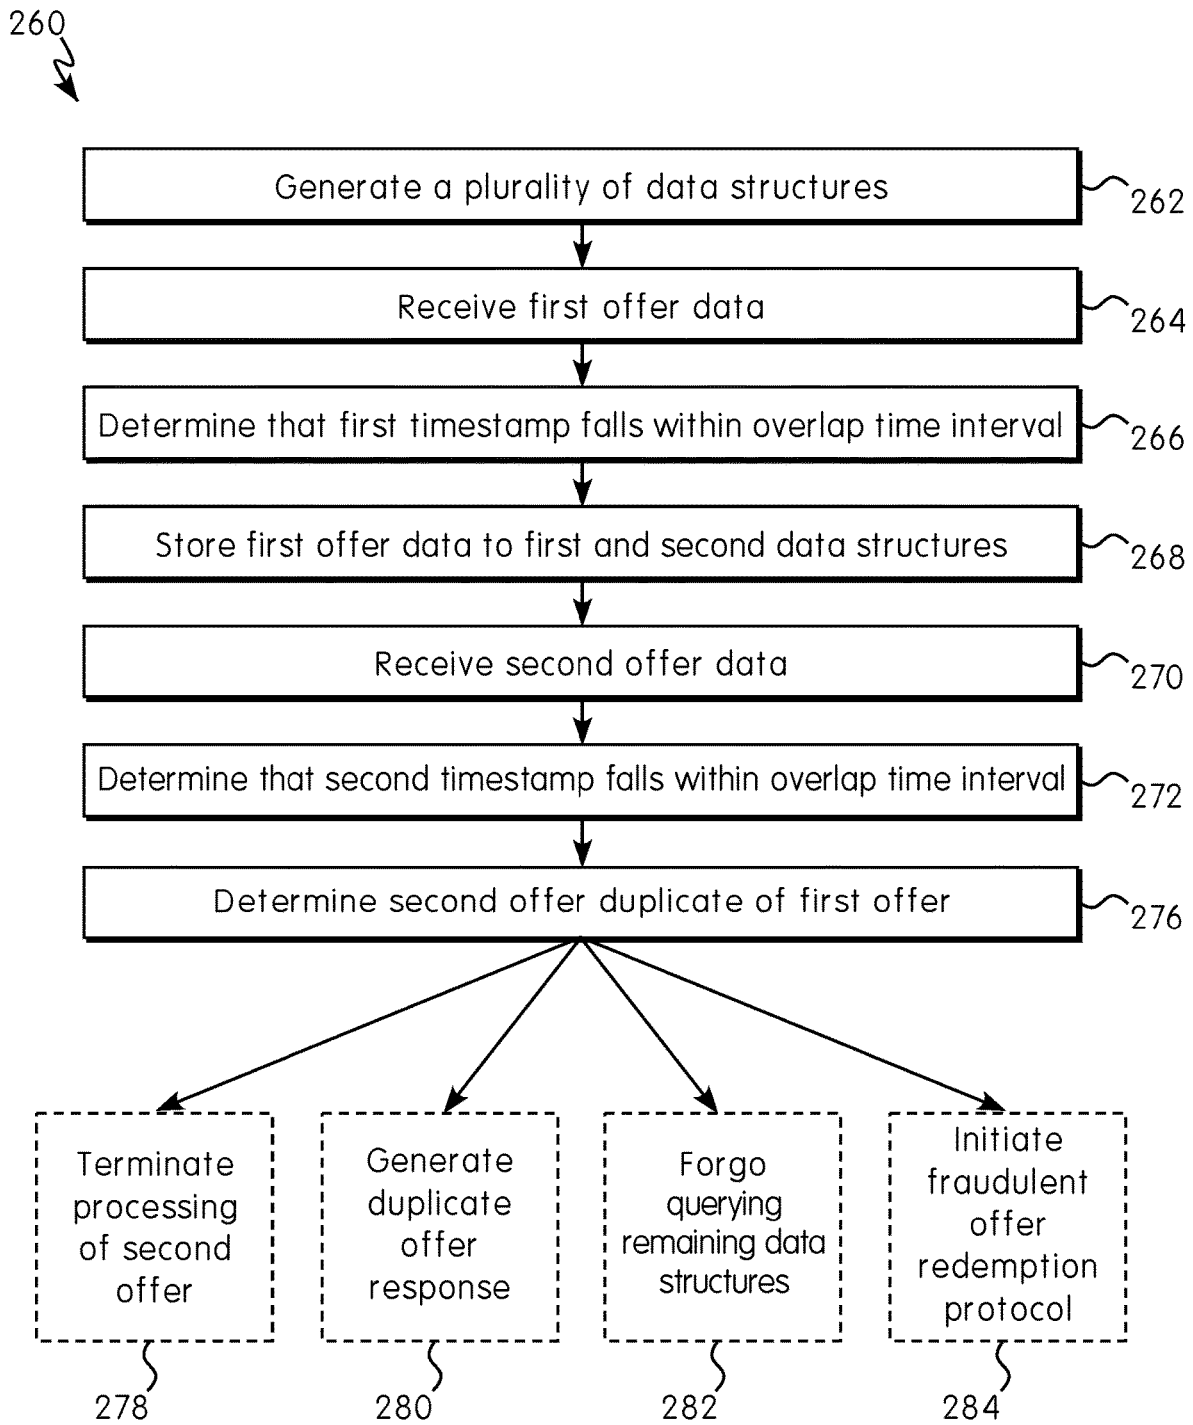 260
Generate a plurality of data structures
262
Receive first offer data
264
Determine that first timestamp falls within overlap time interval
266
Store first offer data to first and second data structures
268
Receive second offer data
270
Determine that second timestamp falls within overlap time interval
272
Determine second offer duplicate of first offer
276
Terminate
processing
of second
offer
278
Generate
duplicate
offer
response
280
Forgo
querying
remaining data
structures
282
Initiate
fraudulent
offer
redemption
protocol
284